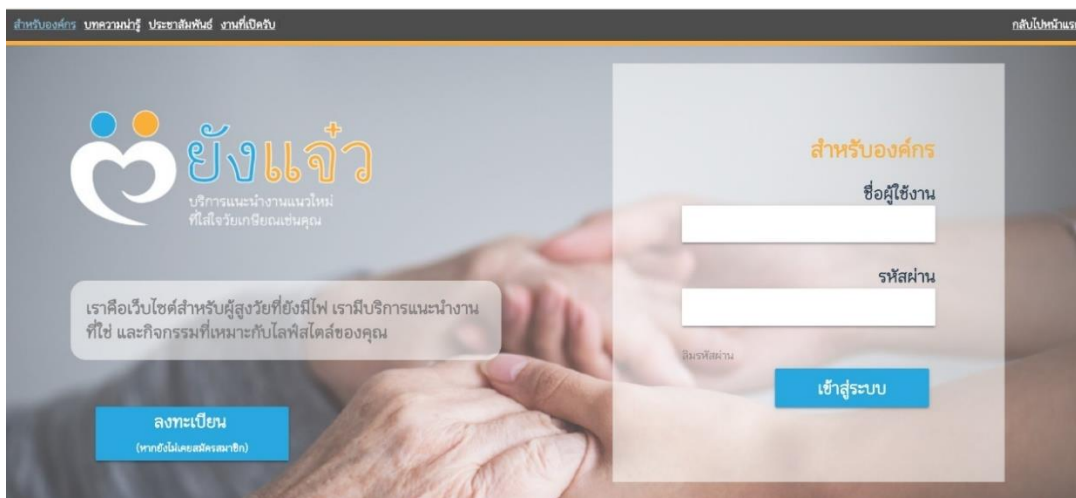 สำหรับองค์กร บทความน่ารู้ ประชาสัมพันธ์ งานที่เปิดรับ
กลับไปหน้าแรก
ยังแจ๋ว
บริการแนะนำงานแนวใหม่
ที่ใส่ใจวัยเกษียณเช่นคุณ
เราคือเว็บไซต์สำหรับผู้สูงวัยที่ยังมีไฟ เรามีบริการแนะนำงาน
ที่ใช่ และกิจกรรมที่เหมาะกับไลฟ์สไตล์ของคุณ
ลงทะเบียน
(หากยังไม่เคยสมัครสมาชิก)
สำหรับองค์กร
ชื่อผู้ใช้งาน
รหัสผ่าน
ลืมรหัสผ่าน
เข้าสู่ระบบ